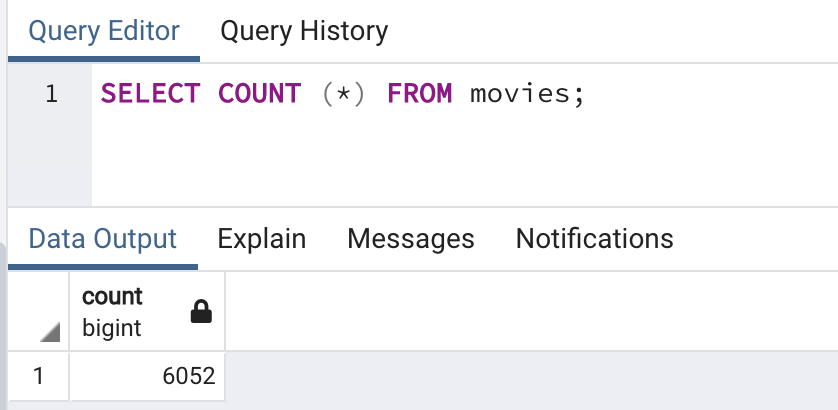 Query Editor Query History
1 SELECT COUNT (*) FROM movies;
Data Output Explain Messages Notifications
count
bigint
1 6052